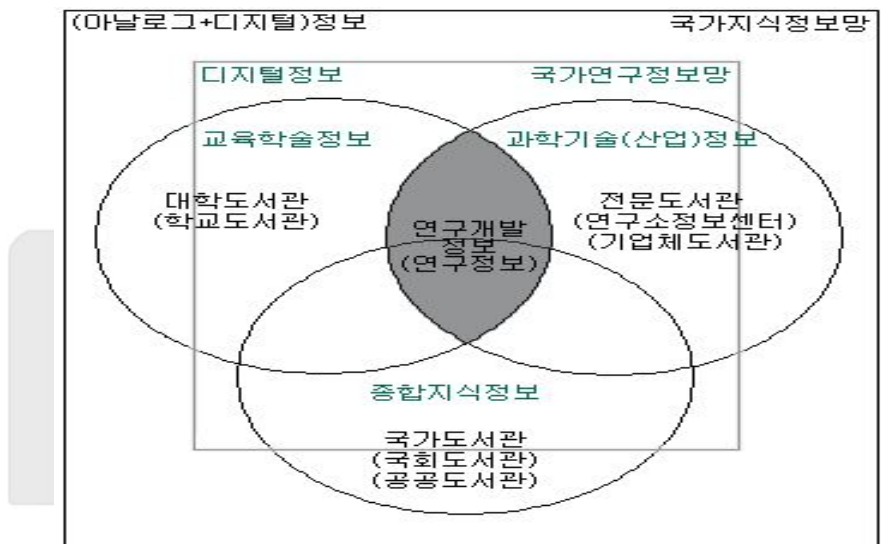 (아날로그+디지털)정보
국가지식정보망
디지털정보
국가연구정보망
교육학술정보
과학기술(산업)정보
대학도서관
(학교도서관)
전문도서관
(연구소정보센터)
(기업체도서관)
연구개발
정보
(연구정보)
종합지식정보
국가도서관
(국회도서관)
(공공도서관)